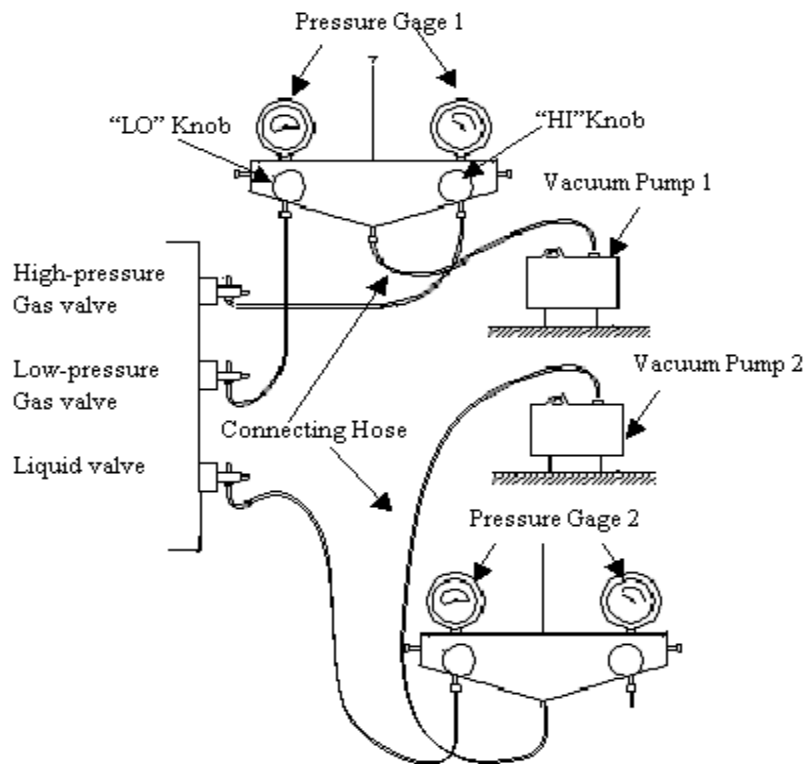 Pressure Gage 1
“LO” Knob
“HI”Knob
Vacuum Pump 1
High-pressure
Gas valve
Vacuum Pump 2
Low-pressure
Gas valve
Connecting Hose
Liquid valve
Pressure Gage 2